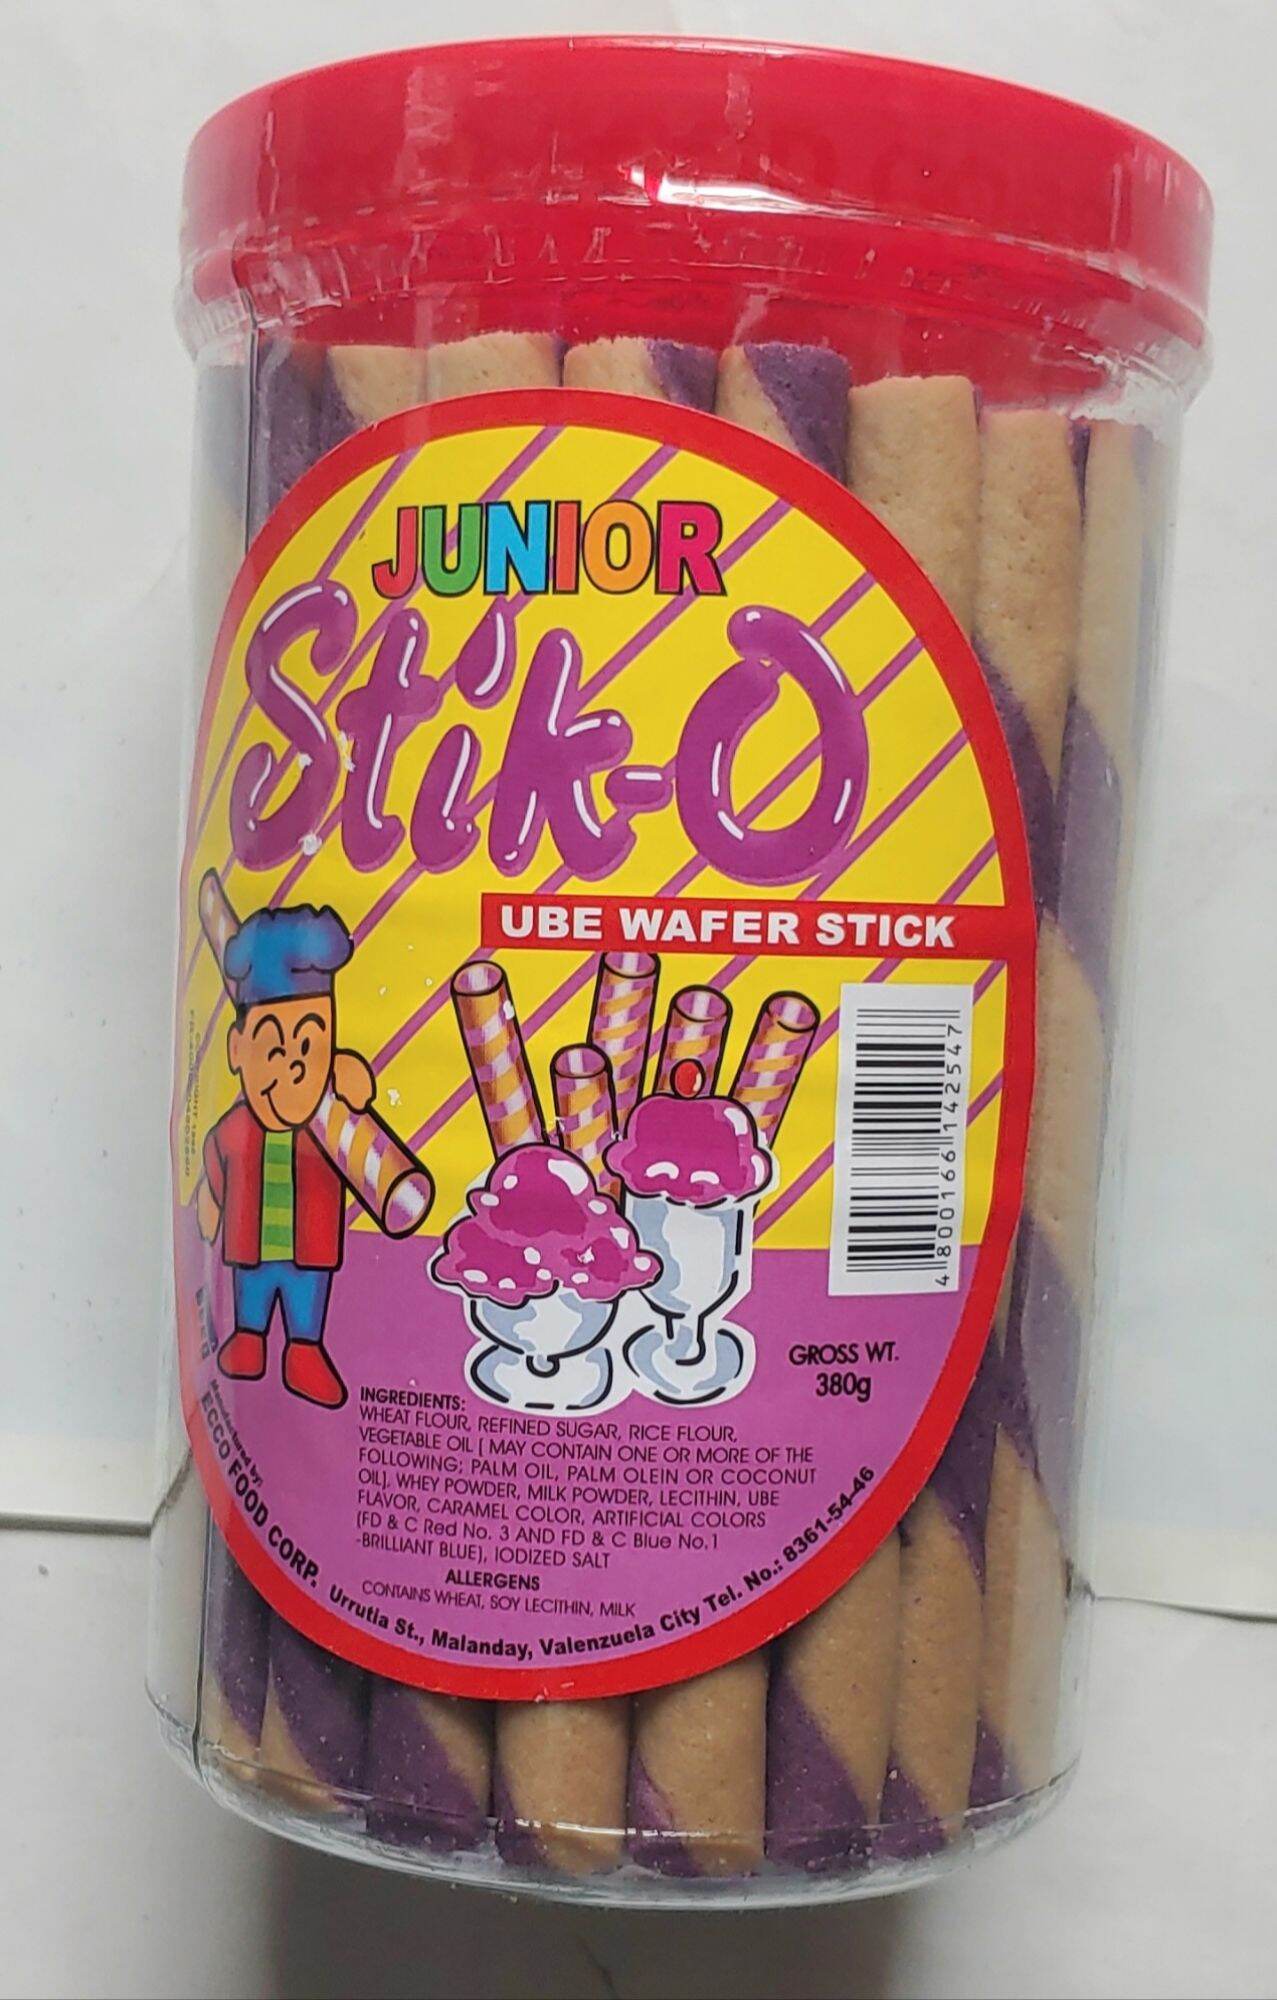 JUNIOR
Stik-O
UBE WAFER STICK
4 800166 142547
GROSS WT.
380g
INGREDIENTS:
WHEAT FLOUR, REFINED SUGAR, RICE FLOUR,
VEGETABLE OIL [ MAY CONTAIN ONE OR MORE OF THE
FOLLOWING; PALM OIL, PALM OLEIN OR COCONUT
OIL], WHEY POWDER, MILK POWDER, LECITHIN, UBE
FLAVOR, CARAMEL COLOR, ARTIFICIAL COLORS
(FD & C Red No. 3 AND FD & C Blue No.1
-BRILLIANT BLUE), IODIZED SALT
ALLERGENS
CONTAINS WHEAT, SOY LECITHIN, MILK
Manufactured by:
ECCO FOOD CORP. Urrutia St., Malanday, Valenzuela City Tel. No.: 8361-54-46